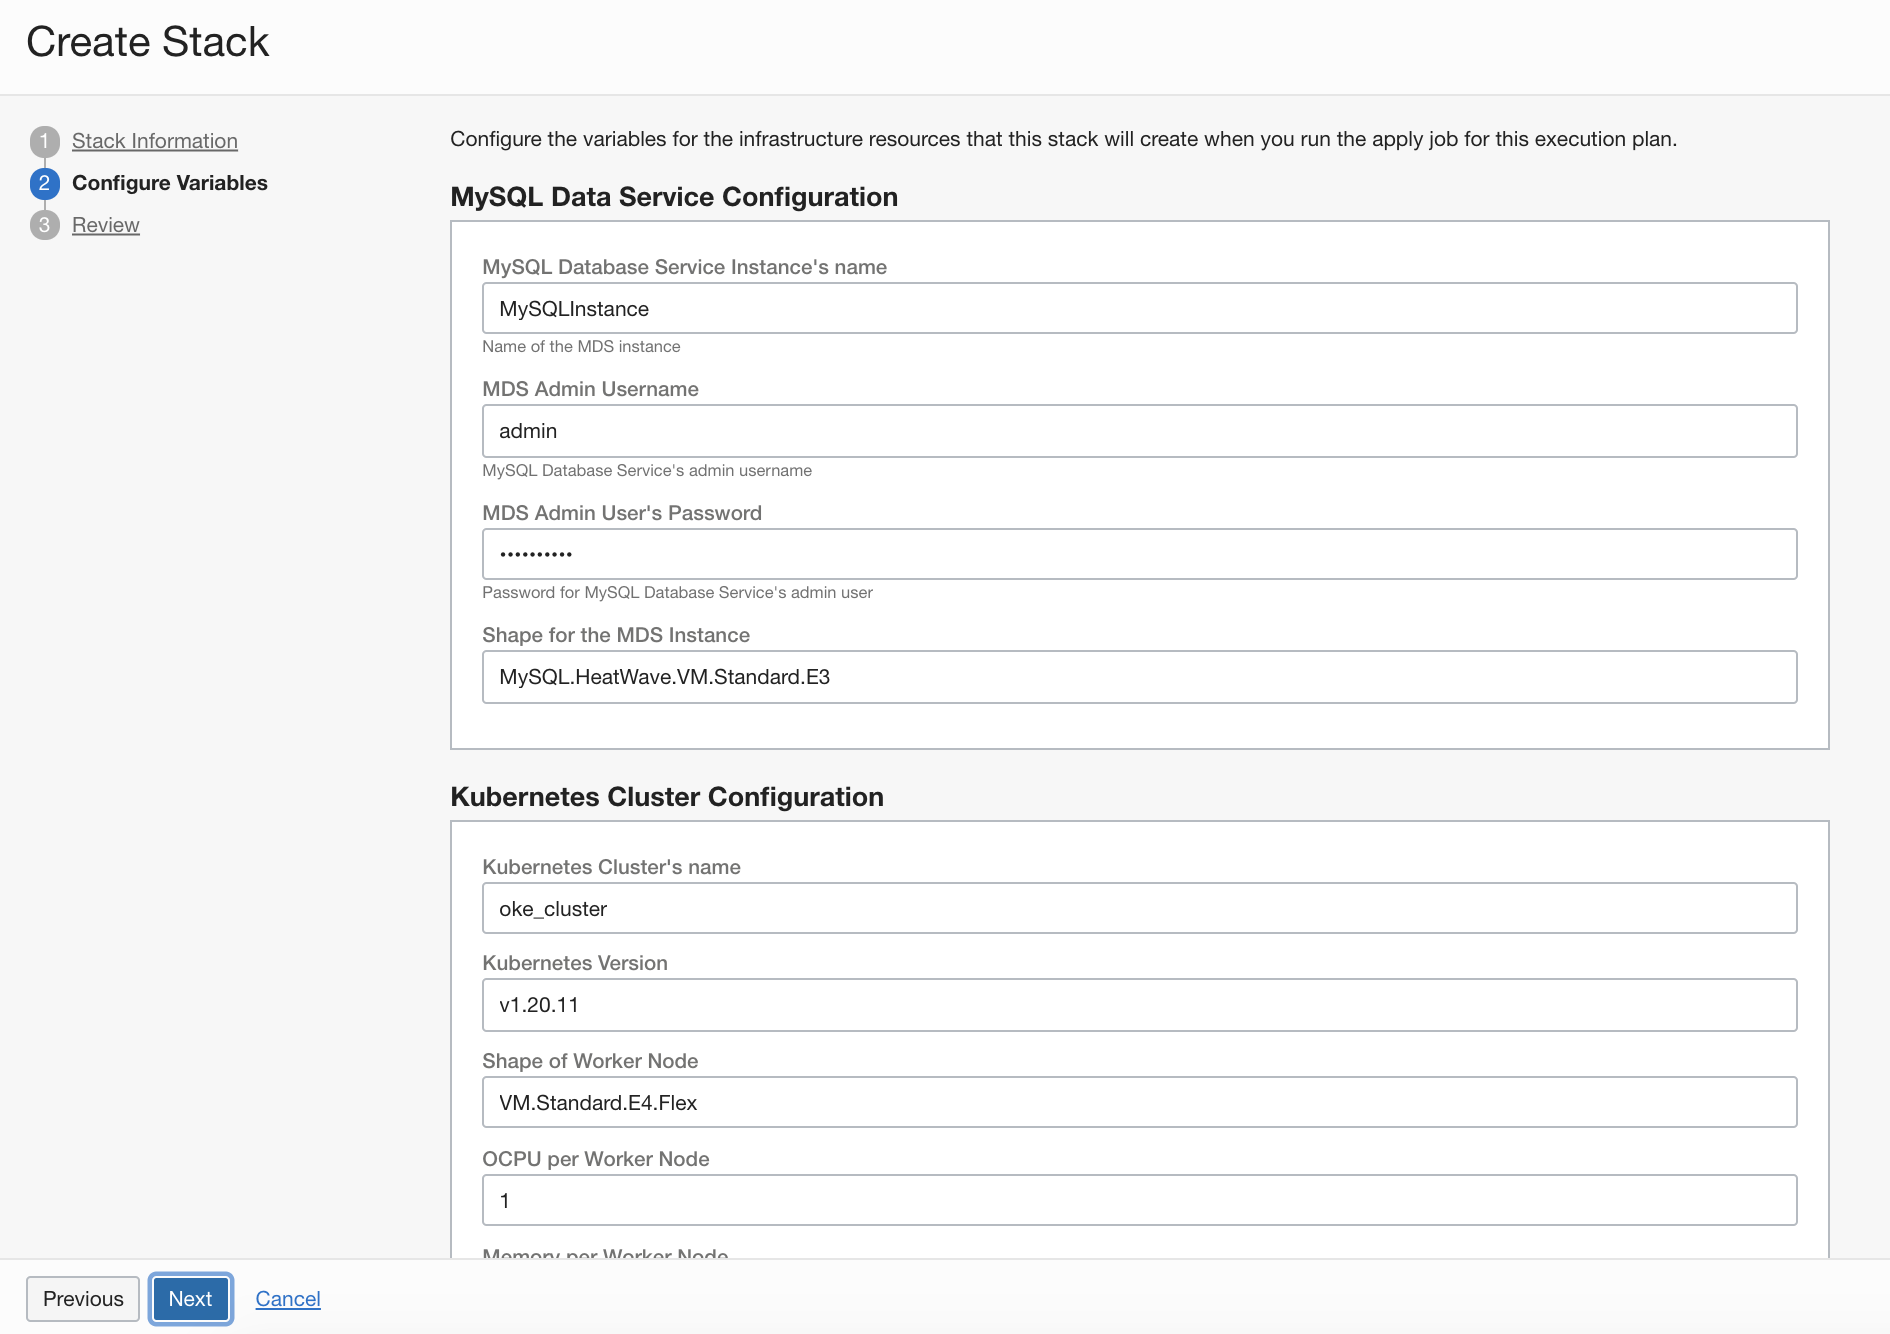 Create Stack
1 Stack Information
2 Configure Variables
3 Review
Configure the variables for the infrastructure resources that this stack will create when you run the apply job for this execution plan.
MySQL Data Service Configuration
MySQL Database Service Instance's name
MySQLInstance
Name of the MDS instance
MDS Admin Username
admin
MySQL Database Service's admin username
MDS Admin User's Password
••••••••••
Password for MySQL Database Service's admin user
Shape for the MDS Instance
MySQL.HeatWave.VM.Standard.E3
Kubernetes Cluster Configuration
Kubernetes Cluster's name
oke_cluster
Kubernetes Version
v1.20.11
Shape of Worker Node
VM.Standard.E4.Flex
OCPU per Worker Node
1
Memory per Worker Node
Previous Next Cancel